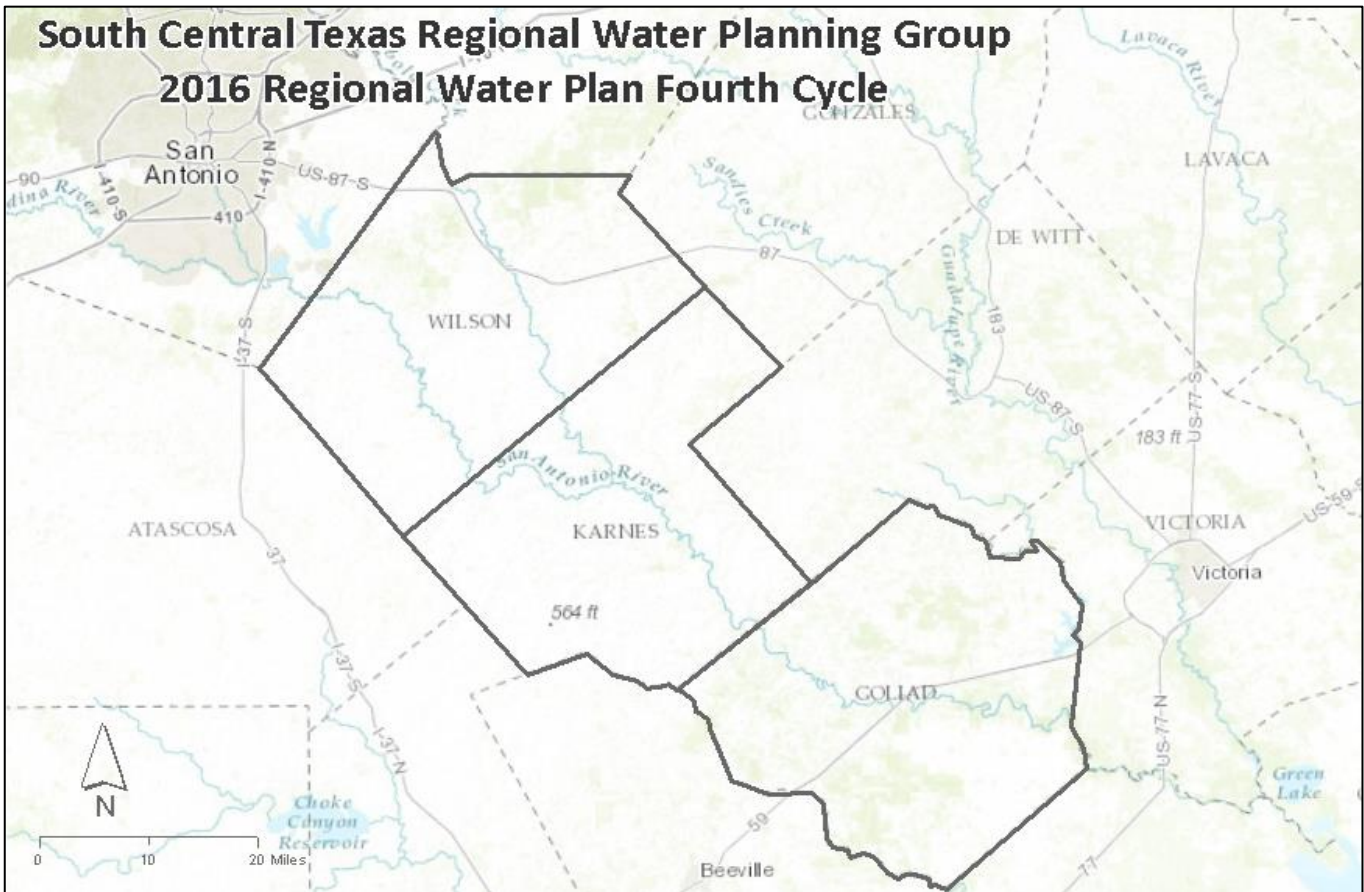 South Central Texas Regional Water Planning Group
2016 Regional Water Plan Fourth Cycle
GONZALES
Lavaca River
San
Antonio
I-410-N
I-410-S
90
US-87-S
dina River
410
Sandies Creek
LAVACA
DE WITT
87
Guadalupe River
183
I-37-S
WILSON
US-87-S
US-77-S
183 ft
San Antonio River
US-59-S
ATASCOSA
KARNES
VICTORIA
37
Victoria
564 ft
I-37-S
GOLIAD
US-77-N
I-37-N
N
Choke
Canyon
Reservoir
Green
Lake
59
0 10 20 Miles
Beeville
77